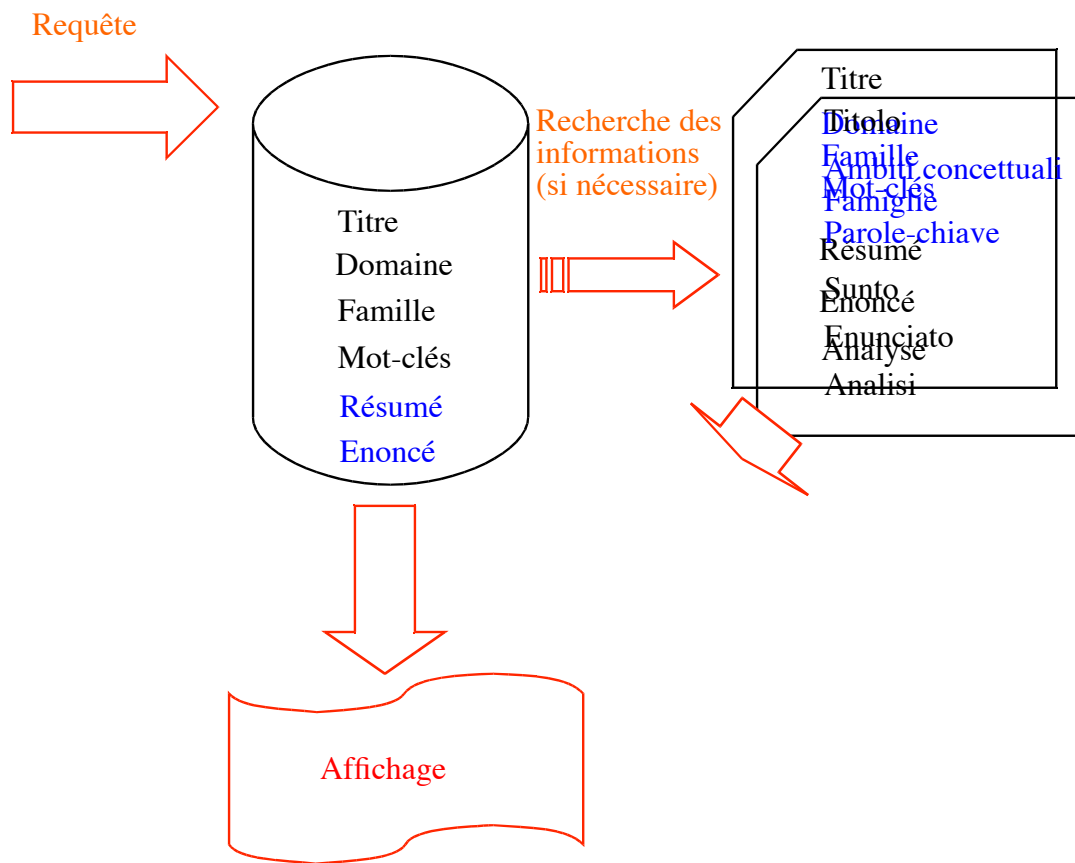 Requête
Recherche des
informations
(si nécessaire)
Titre
Domaine
Famille
Mot-clés
Résumé
Enoncé
Titre
Domaine
Famille
Mot-clés
Résumé
Enoncé
Analyse
Titolo
Ambiti concettuali
Famiglie
Parole-chiave
Sunto
Enunciato
Analisi
Affichage